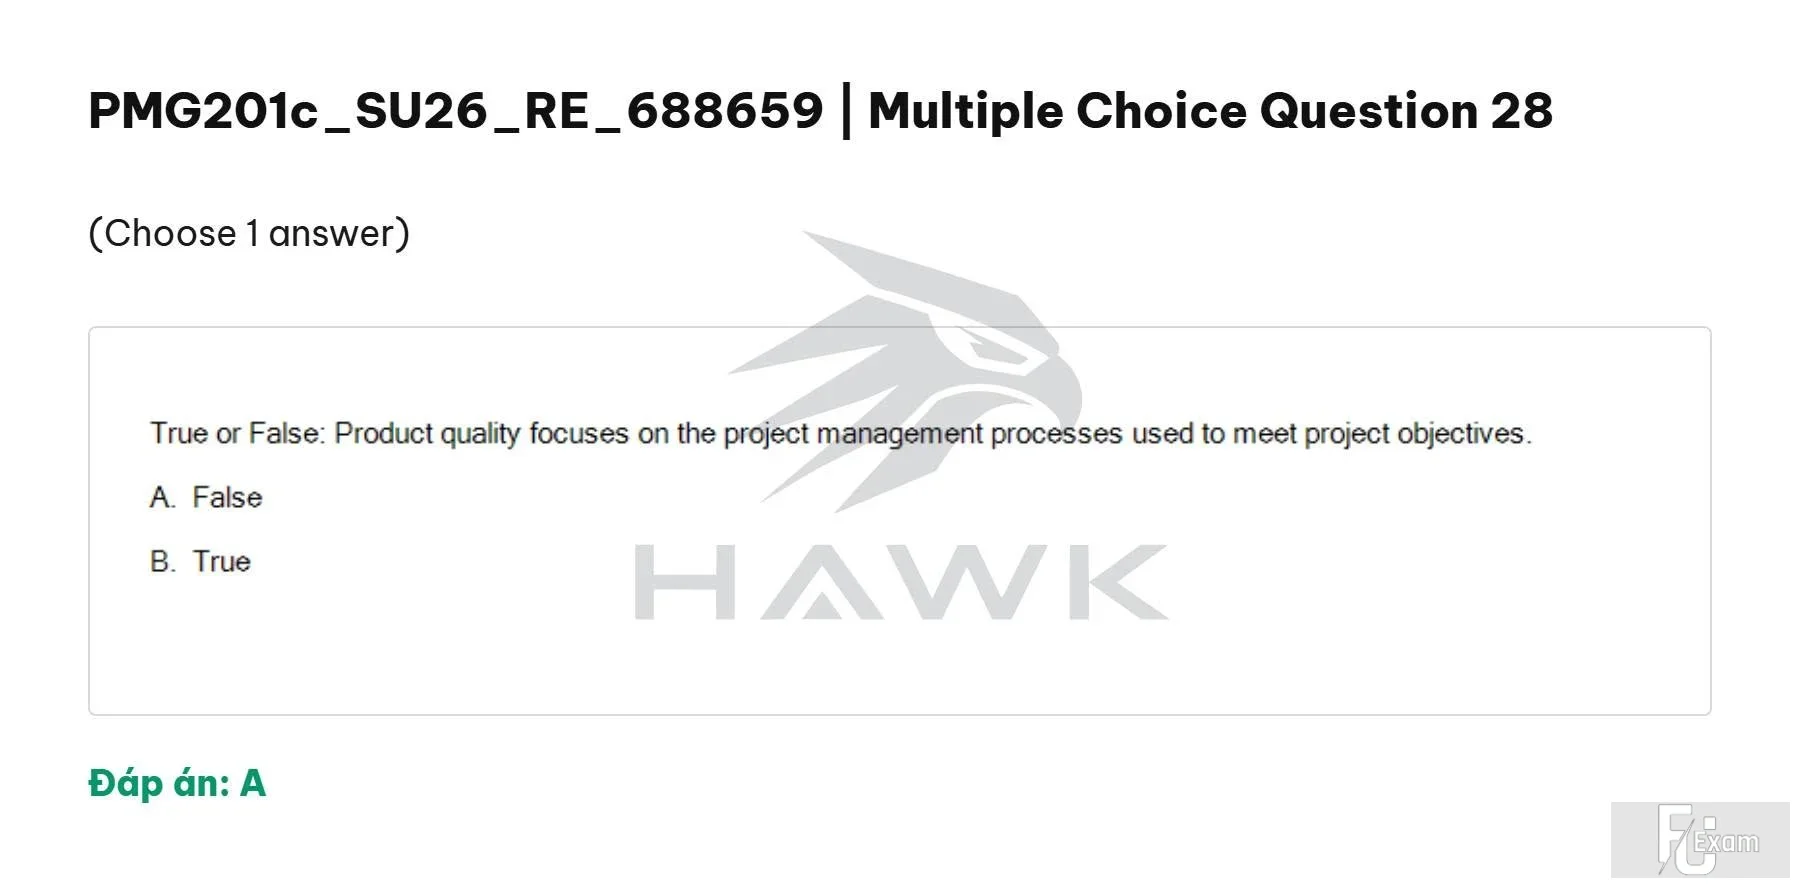 PMG201c_SU26_RE_688659 | Multiple Choice Question 28
(Choose 1 answer)
True or False: Product quality focuses on the project management processes used to meet project objectives.
A. False
B. True
HAWK
Đáp án: A
FU Exam